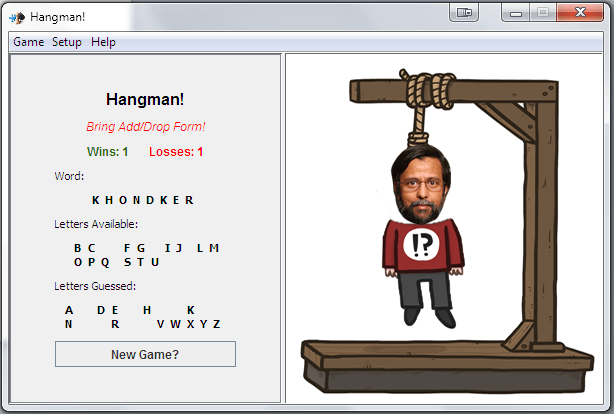 Hangman!
Game Setup Help
Hangman!
Bring Add/Drop Form!
Wins: 1 Losses: 1
Word:
K H O N D K E R
Letters Available:
B C F G I J L M
O P Q S T U
Letters Guessed:
A D E H K
N R V W X Y Z
New Game?
!?